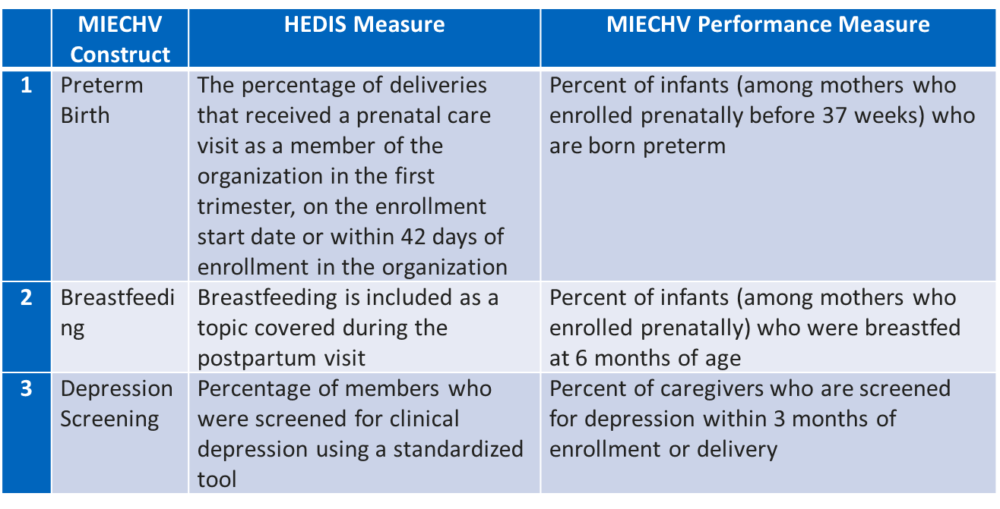 MIECHV
Construct
HEDIS Measure
MIECHV Performance Measure
1
Preterm
Birth
The percentage of deliveries
that received a prenatal care
visit as a member of the
organization in the first
trimester, on the enrollment
start date or within 42 days of
enrollment in the organization
Percent of infants (among mothers who
enrolled prenatally before 37 weeks) who
are born preterm
2
Breastfeedi
ng
Breastfeeding is included as a
topic covered during the
postpartum visit
Percent of infants (among mothers who
enrolled prenatally) who were breastfed
at 6 months of age
3
Depression
Screening
Percentage of members who
were screened for clinical
depression using a standardized
tool
Percent of caregivers who are screened
for depression within 3 months of
enrollment or delivery